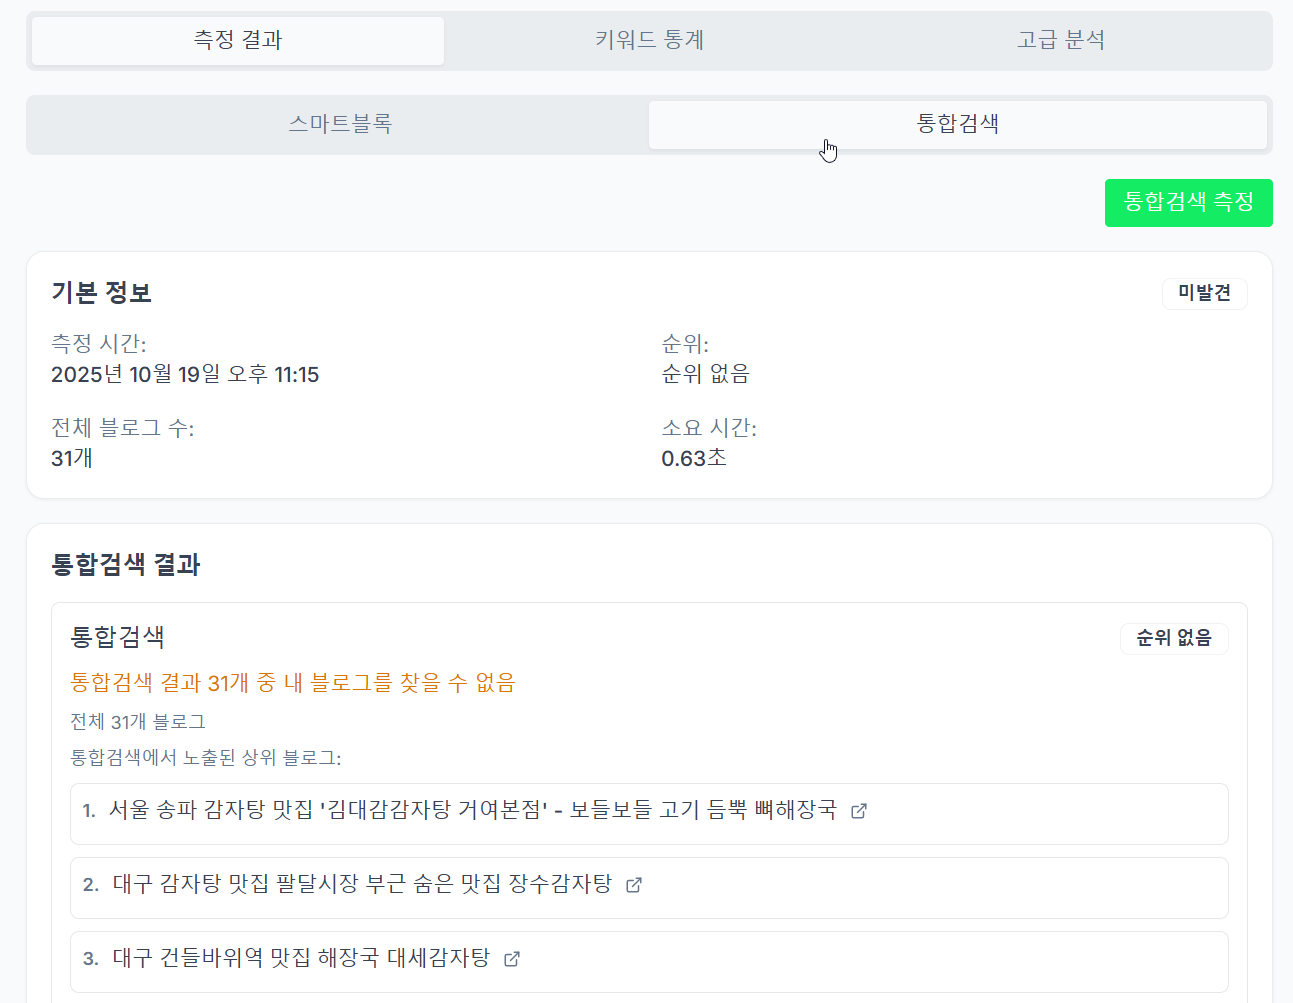 측정 결과
키워드 통계
고급 분석
스마트블록
통합검색
통합검색 측정
기본 정보
미발견
측정 시간:
순위:
2025년 10월 19일 오후 11:15
순위 없음
전체 블로그 수:
소요 시간:
31개
0.63초
통합검색 결과
통합검색
순위 없음
통합검색 결과 31개 중 내 블로그를 찾을 수 없음
전체 31개 블로그
통합검색에서 노출된 상위 블로그:
1. 서울 송파 감자탕 맛집 '김대감감자탕 거여본점' - 보들보들 고기 듬뿍 뼈해장국
2. 대구 감자탕 맛집 팔달시장 부근 숨은 맛집 장수감자탕
3. 대구 건들바위역 맛집 해장국 대세감자탕